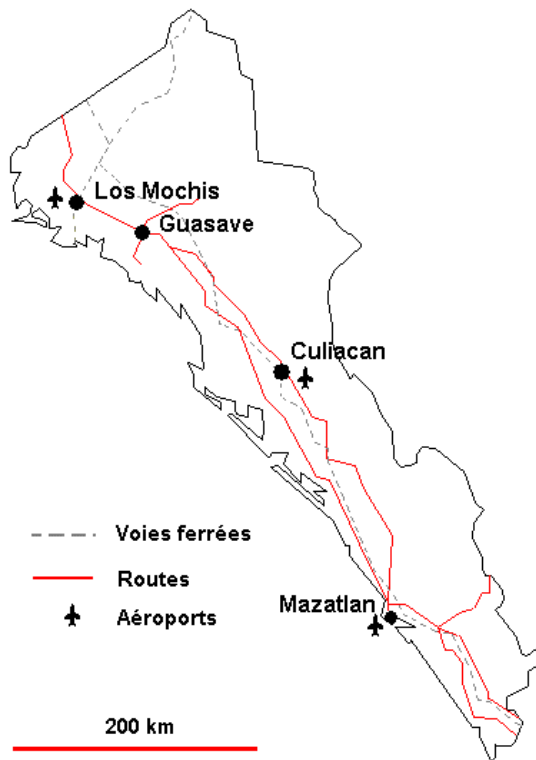 Los Mochis
Guasave
Culiacan
Voies ferrées
Routes
Mazatlan
Aéroports
200 km